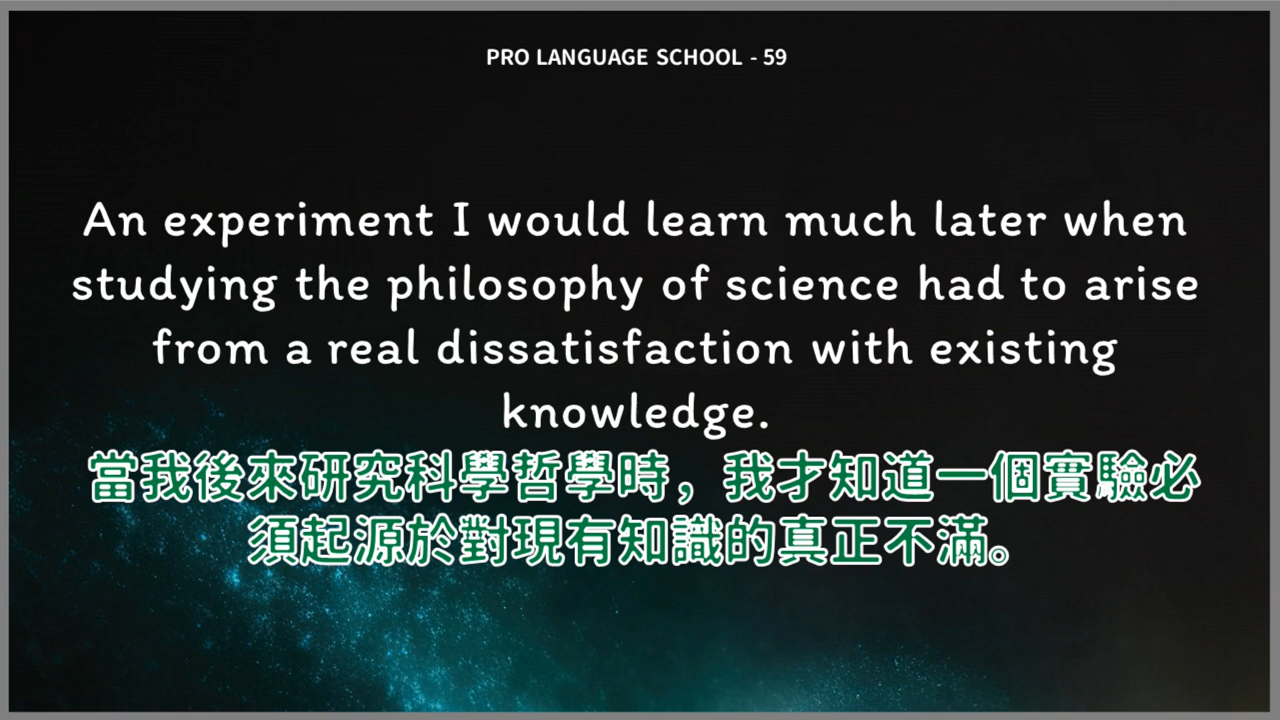 PRO LANGUAGE SCHOOL - 59
An experiment I would learn much later when
studying the philosophy of science had to arise
from a real dissatisfaction with existing
knowledge.
當我後來研究科學哲學時，我才知道一個實驗必
須起源於對現有知識的真正不滿。